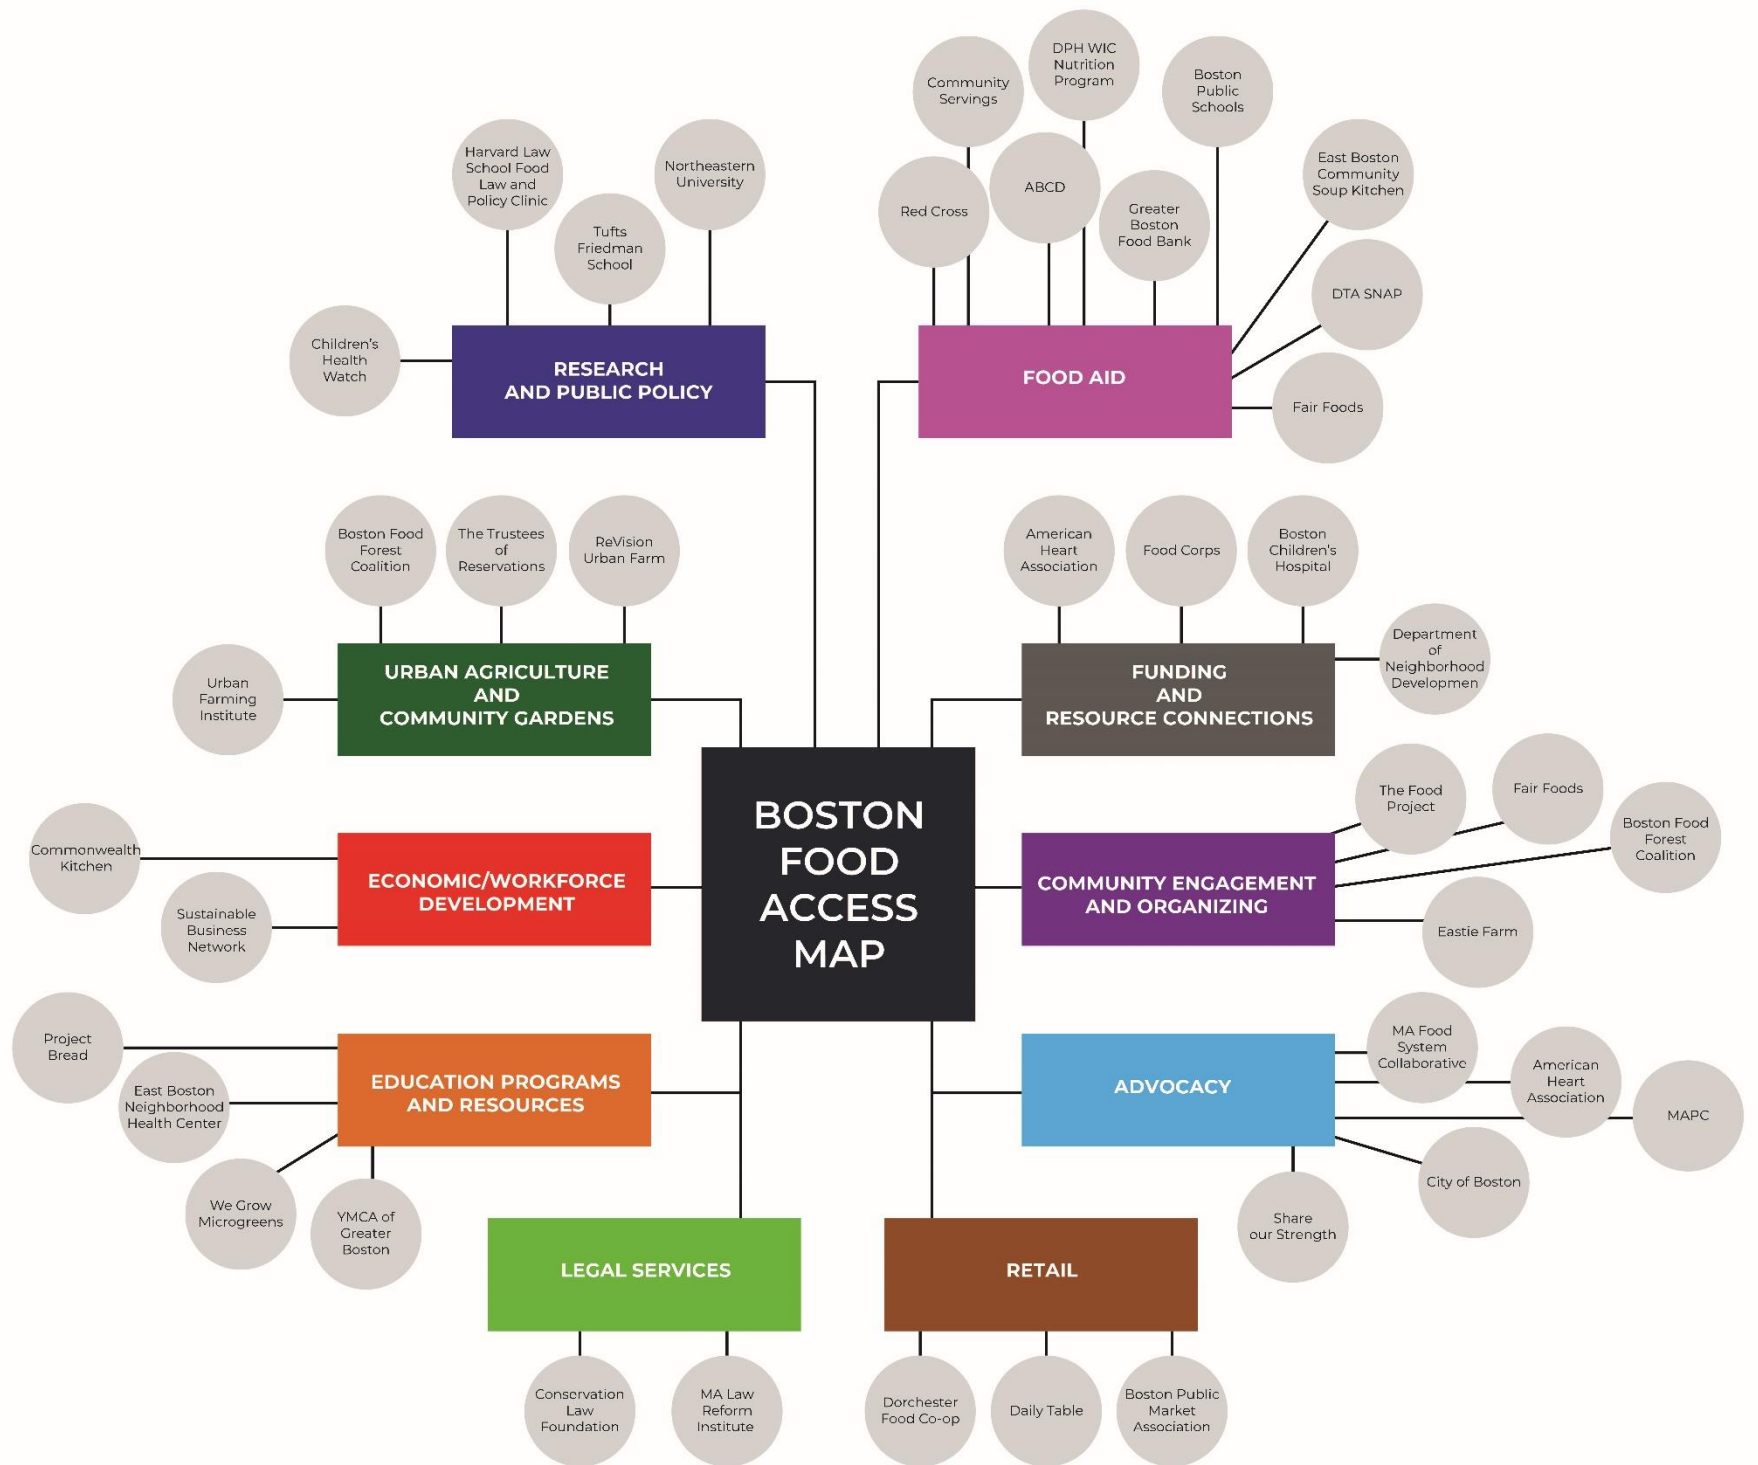 DPH WIC
Nutrition
Program
Community
Servings
Boston
Public
Schools
Harvard Law
School Food
Law and
Policy Clinic
Northeastern
University
East Boston
Community
Soup Kitchen
Tufts
Friedman
School
Red Cross
ABCD
Greater
Boston
Food Bank
DTA SNAP
Children's
Health
Watch
RESEARCH
AND PUBLIC POLICY
FOOD AID
Fair Foods
Boston Food
Forest
Coalition
The Trustees
of
Reservations
ReVision
Urban Farm
American
Heart
Association
Food Corps
Boston
Children's
Hospital
Urban
Farming
Institute
URBAN AGRICULTURE
AND
COMMUNITY GARDENS
FUNDING
AND
RESOURCE CONNECTIONS
Department
of
Neighborhood
Developmen
BOSTON
FOOD
ACCESS
MAP
The Food
Project
Fair Foods
Boston Food
Forest
Coalition
Commonwealth
Kitchen
Sustainable
Business
Network
ECONOMIC/WORKFORCE
DEVELOPMENT
COMMUNITY ENGAGEMENT
AND ORGANIZING
Eastie Farm
Project
Bread
East Boston
Neighborhood
Health Center
EDUCATION PROGRAMS
AND RESOURCES
ADVOCACY
MA Food
System
Collaborative
American
Heart
Association
MAPC
We Grow
Microgreens
YMCA of
Greater
Boston
City of Boston
Share
our Strength
LEGAL SERVICES
RETAIL
Conservation
Law
Foundation
MA Law
Reform
Institute
Dorchester
Food Co-op
Daily Table
Boston Public
Market
Association